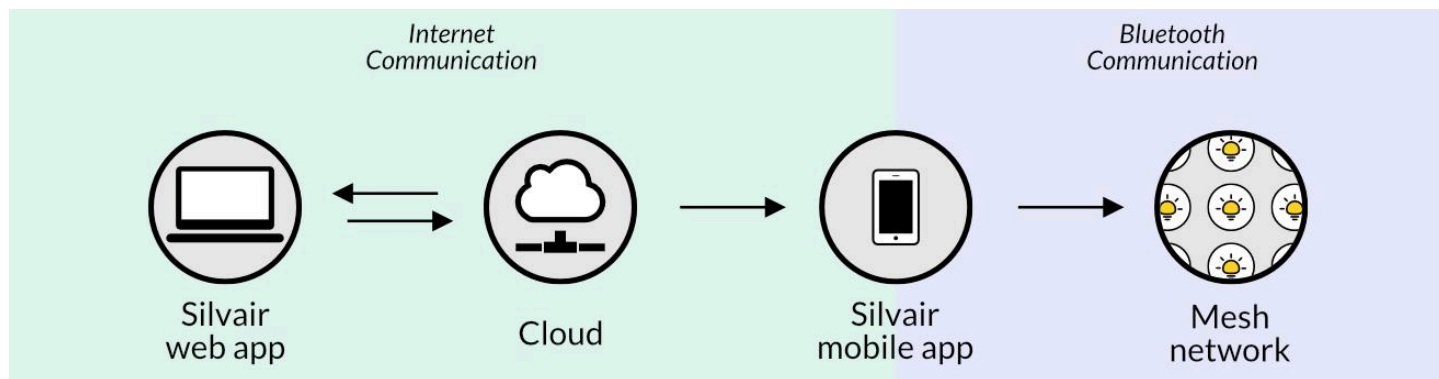 Internet
Communication
Bluetooth
Communication
Silvair
web app
Cloud
Silvair
mobile app
Mesh
network